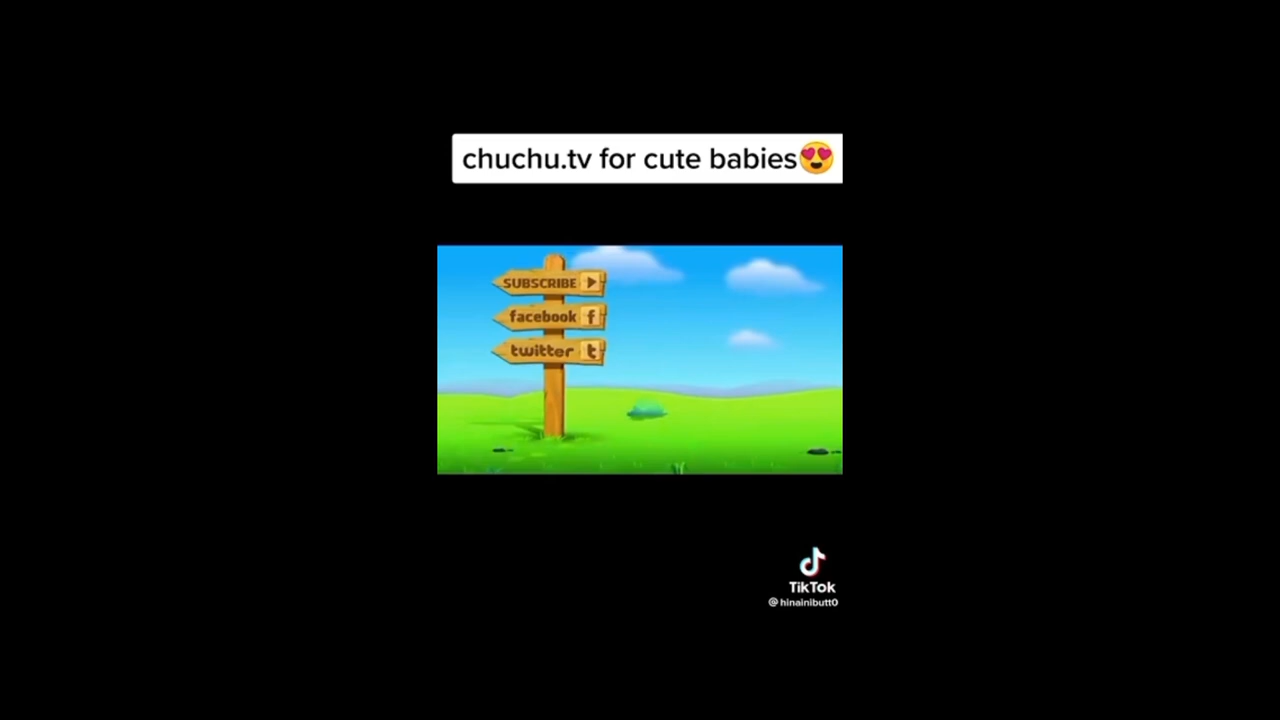 chuchu.tv for cute babies😍
SUBSCRIBE
facebook f
twitter t
TikTok
@hinainibutt0